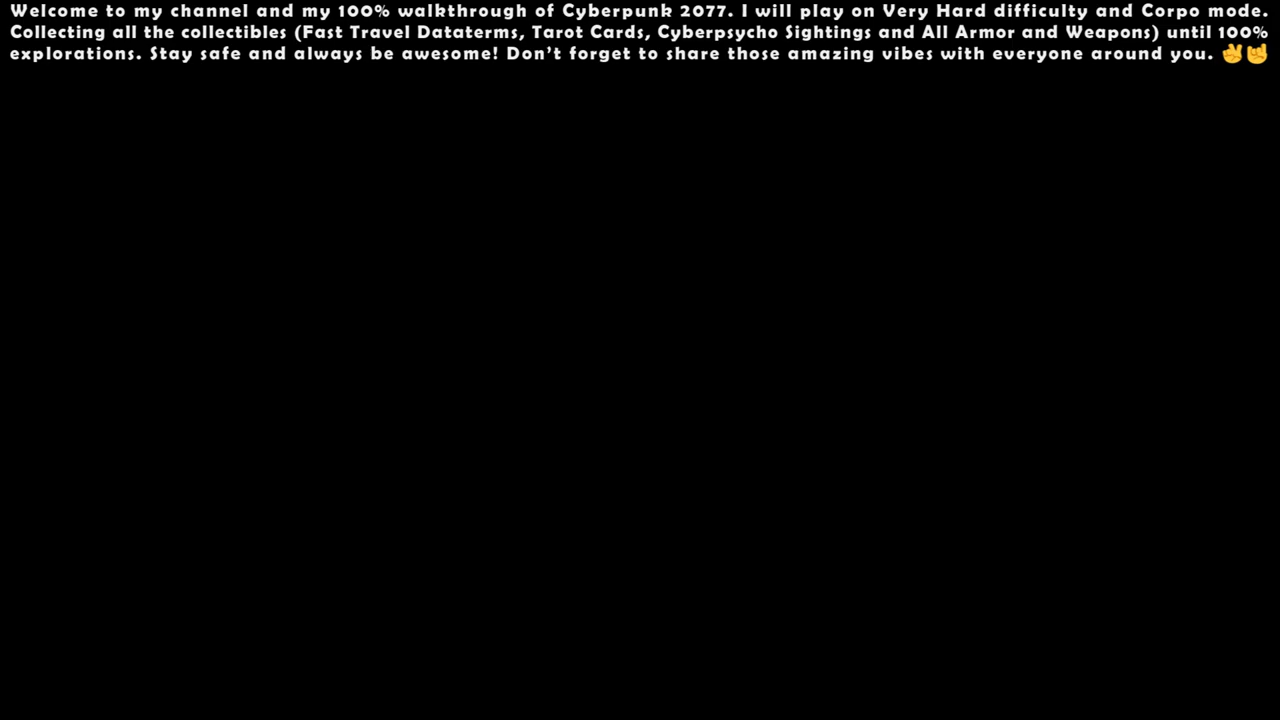 Welcome to my channel and my 100% walkthrough of Cyberpunk 2077. I will play on Very Hard difficulty and Corpo mode.
Collecting all the collectibles (Fast Travel Dataterms, Tarot Cards, Cyberpsycho Sightings and All Armor and Weapons) until 100%
explorations. Stay safe and always be awesome! Don’t forget to share those amazing vibes with everyone around you. ✌🤘